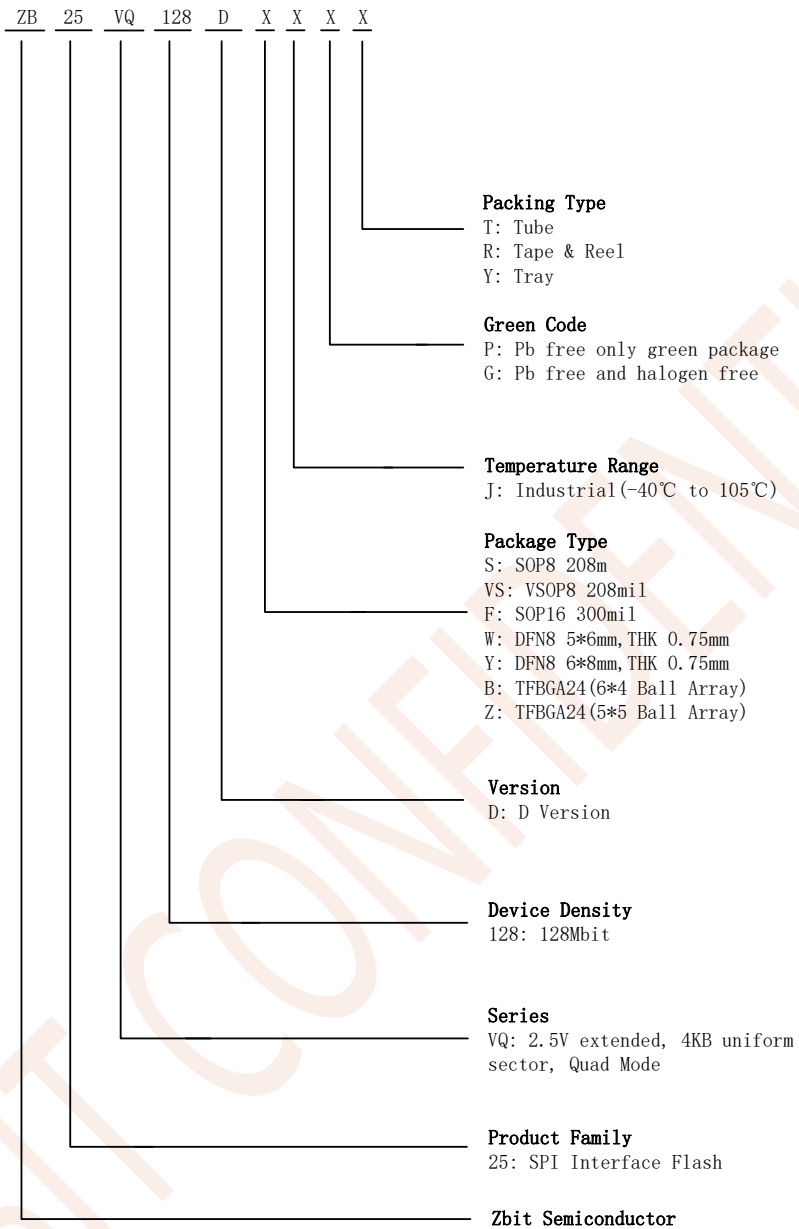 ZB 25 VQ 128 D X X X X
Packing Type
T: Tube
R: Tape & Reel
Y: Tray
Green Code
P: Pb free only green package
G: Pb free and halogen free
Temperature Range
J: Industrial(-40℃ to 105℃)
Package Type
S: SOP8 208m
VS: VSOP8 208mil
F: SOP16 300mil
W: DFN8 5*6mm,THK 0.75mm
Y: DFN8 6*8mm,THK 0.75mm
B: TFBGA24(6*4 Ball Array)
Z: TFBGA24(5*5 Ball Array)
Version
D: D Version
Device Density
128: 128Mbit
Series
VQ: 2.5V extended, 4KB uniform
sector, Quad Mode
Product Family
25: SPI Interface Flash
Zbit Semiconductor